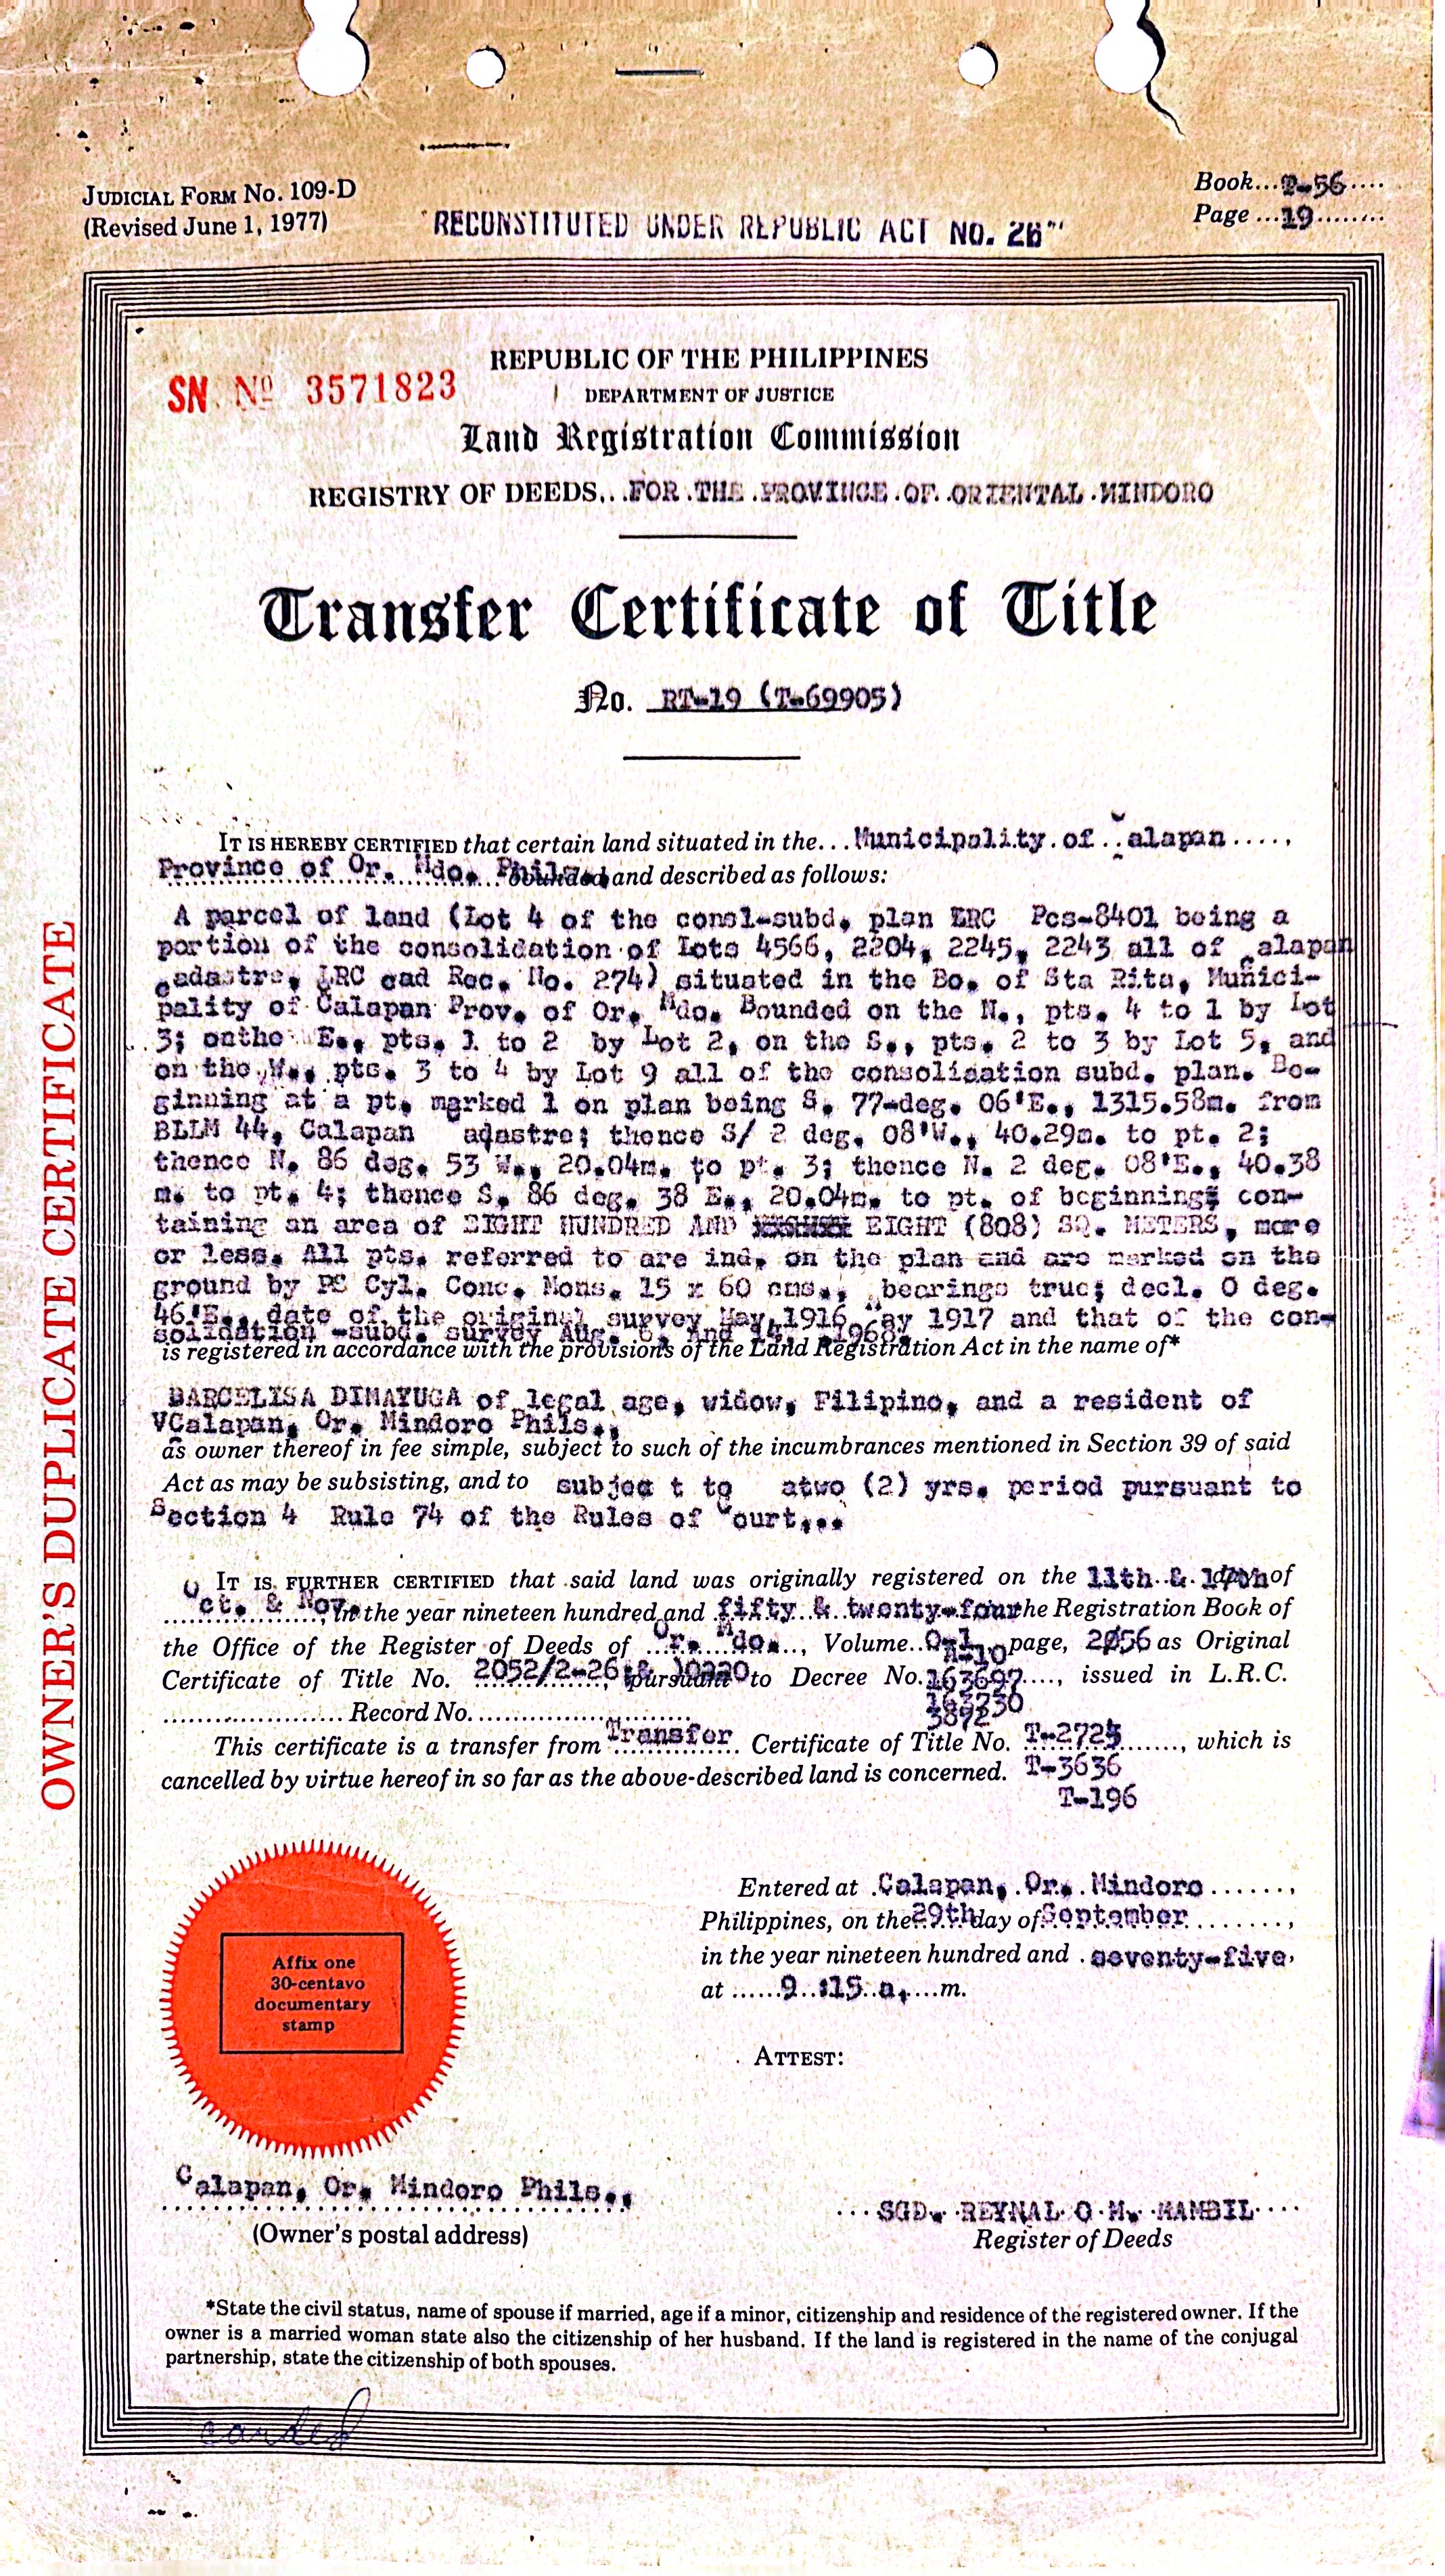 JUDICIAL FORM No. 109-D
(Revised June 1, 1977)
"RECONSTITUTED UNDER REPUBLIC ACT NO. 26"
Book...T-56....
Page ...19........
REPUBLIC OF THE PHILIPPINES
SN Nº 3571823
DEPARTMENT OF JUSTICE
Land Registration Commission
REGISTRY OF DEEDS...FOR THE PROVINCE OF ORIENTAL MINDORO
Transfer Certificate of Title
No. RT-19 (T-69905)
IT IS HEREBY CERTIFIED that certain land situated in the...Municipality of Calapan.....,
Province of Or. Mdo. Phils., bounded and described as follows:
A parcel of land (Lot 4 of the consl-subd. plan LRC Pcs-8401 being a
portion of the consolidation of Lots 4566, 2204, 2245, 2243 all of Calapan
Cadastre, LRC cad Rec. No. 274) situated in the Bo. of Sta Rita, Munici-
pality of Calapan Prov. of Or. Mdo. Bounded on the N., pts. 4 to 1 by Lot
3; onthe E., pts. 1 to 2 by Lot 2, on the S., pts. 2 to 3 by Lot 5, and
on the W., pts. 3 to 4 by Lot 9 all of the consolidation subd. plan. Be-
ginning at a pt. marked 1 on plan being S. 77-deg. 06'E., 1315.58m. from
BLLM 44, Calapan Cadastre; thence S/ 2 deg. 08'W., 40.29m. to pt. 2;
thence N. 86 deg. 53 W., 20.04m. to pt. 3; thence N. 2 deg. 08'E., 40.38
m. to pt. 4; thence S. 86 deg. 38 E., 20.04m. to pt. of beginning; con-
taining an area of EIGHT HUNDRED AND EIGHT (808) SQ. METERS, more
or less. All pts. referred to are ind. on the plan and are marked on the
ground by PS Cyl. Conc. Mons. 15 x 60 cms., bearings true; decl. 0 deg.
46'E., date of the original survey May, 1916, May 1917 and that of the con-
solidation -subd. survey Aug. 6, and 14, 1968.
is registered in accordance with the provisions of the Land Registration Act in the name of*
DARCELISA DIMAYUGA of legal age, widow, Filipino, and a resident of
VCalapan, Or. Mindoro Phils.,
as owner thereof in fee simple, subject to such of the incumbrances mentioned in Section 39 of said
Act as may be subsisting, and to subject to atwo (2) yrs. period pursuant to
Section 4 Rule 74 of the Rules of Court...
IT IS FURTHER CERTIFIED that said land was originally registered on the 11th & 17th day of
Oct. & Nov. in the year nineteen hundred and fifty & twenty-four the Registration Book of
the Office of the Register of Deeds of Or. Mdo., Volume O-1 A-10 page, 2056 as Original
Certificate of Title No. 2052/2-26 & 10220 pursuant to Decree No. 163697, issued in L.R.C.
163230
Record No. 3892
This certificate is a transfer from Transfer Certificate of Title No. T-2725, which is
cancelled by virtue hereof in so far as the above-described land is concerned. T-3636
T-196
Entered at Calapan, Or. Mindoro.......,
Philippines, on the 29th day of September........,
in the year nineteen hundred and seventy-five,
at ......9:15 a.....m.
ATTEST:
Affix one
30-centavo
documentary
stamp
Calapan, Or. Mindoro Phils.,
(Owner's postal address)
SGD. REYNAL O M. MAMBIL
Register of Deeds
*State the civil status, name of spouse if married, age if a minor, citizenship and residence of the registered owner. If the
owner is a married woman state also the citizenship of her husband. If the land is registered in the name of the conjugal
partnership, state the citizenship of both spouses.
carded
OWNER'S DUPLICATE CERTIFICATE